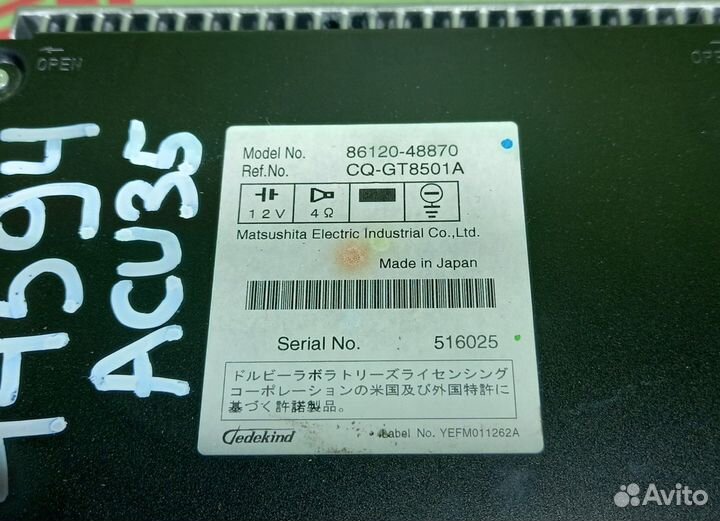 OPEN
OPEN
4594
ACU35
Model No. 86120-48870
Ref.No. CQ-GT8501A
12V 4Ω
Matsushita Electric Industrial Co.,Ltd.
Made in Japan
Serial No. 516025
ドルビーラボラトリーズライセンシング
コーポレーションの米国及び外国特許に
基づく許諾製品。
Gedekind Label No. YEFM011262A
Avito